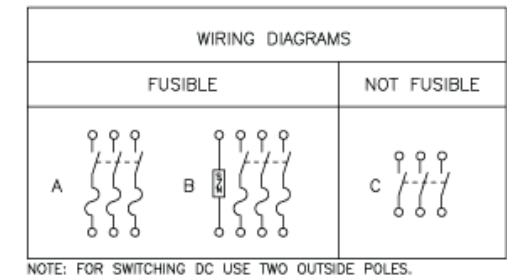 WIRING DIAGRAMS
FUSIBLE
NOT FUSIBLE
A
B
S/N
C
NOTE: FOR SWITCHING DC USE TWO OUTSIDE POLES.